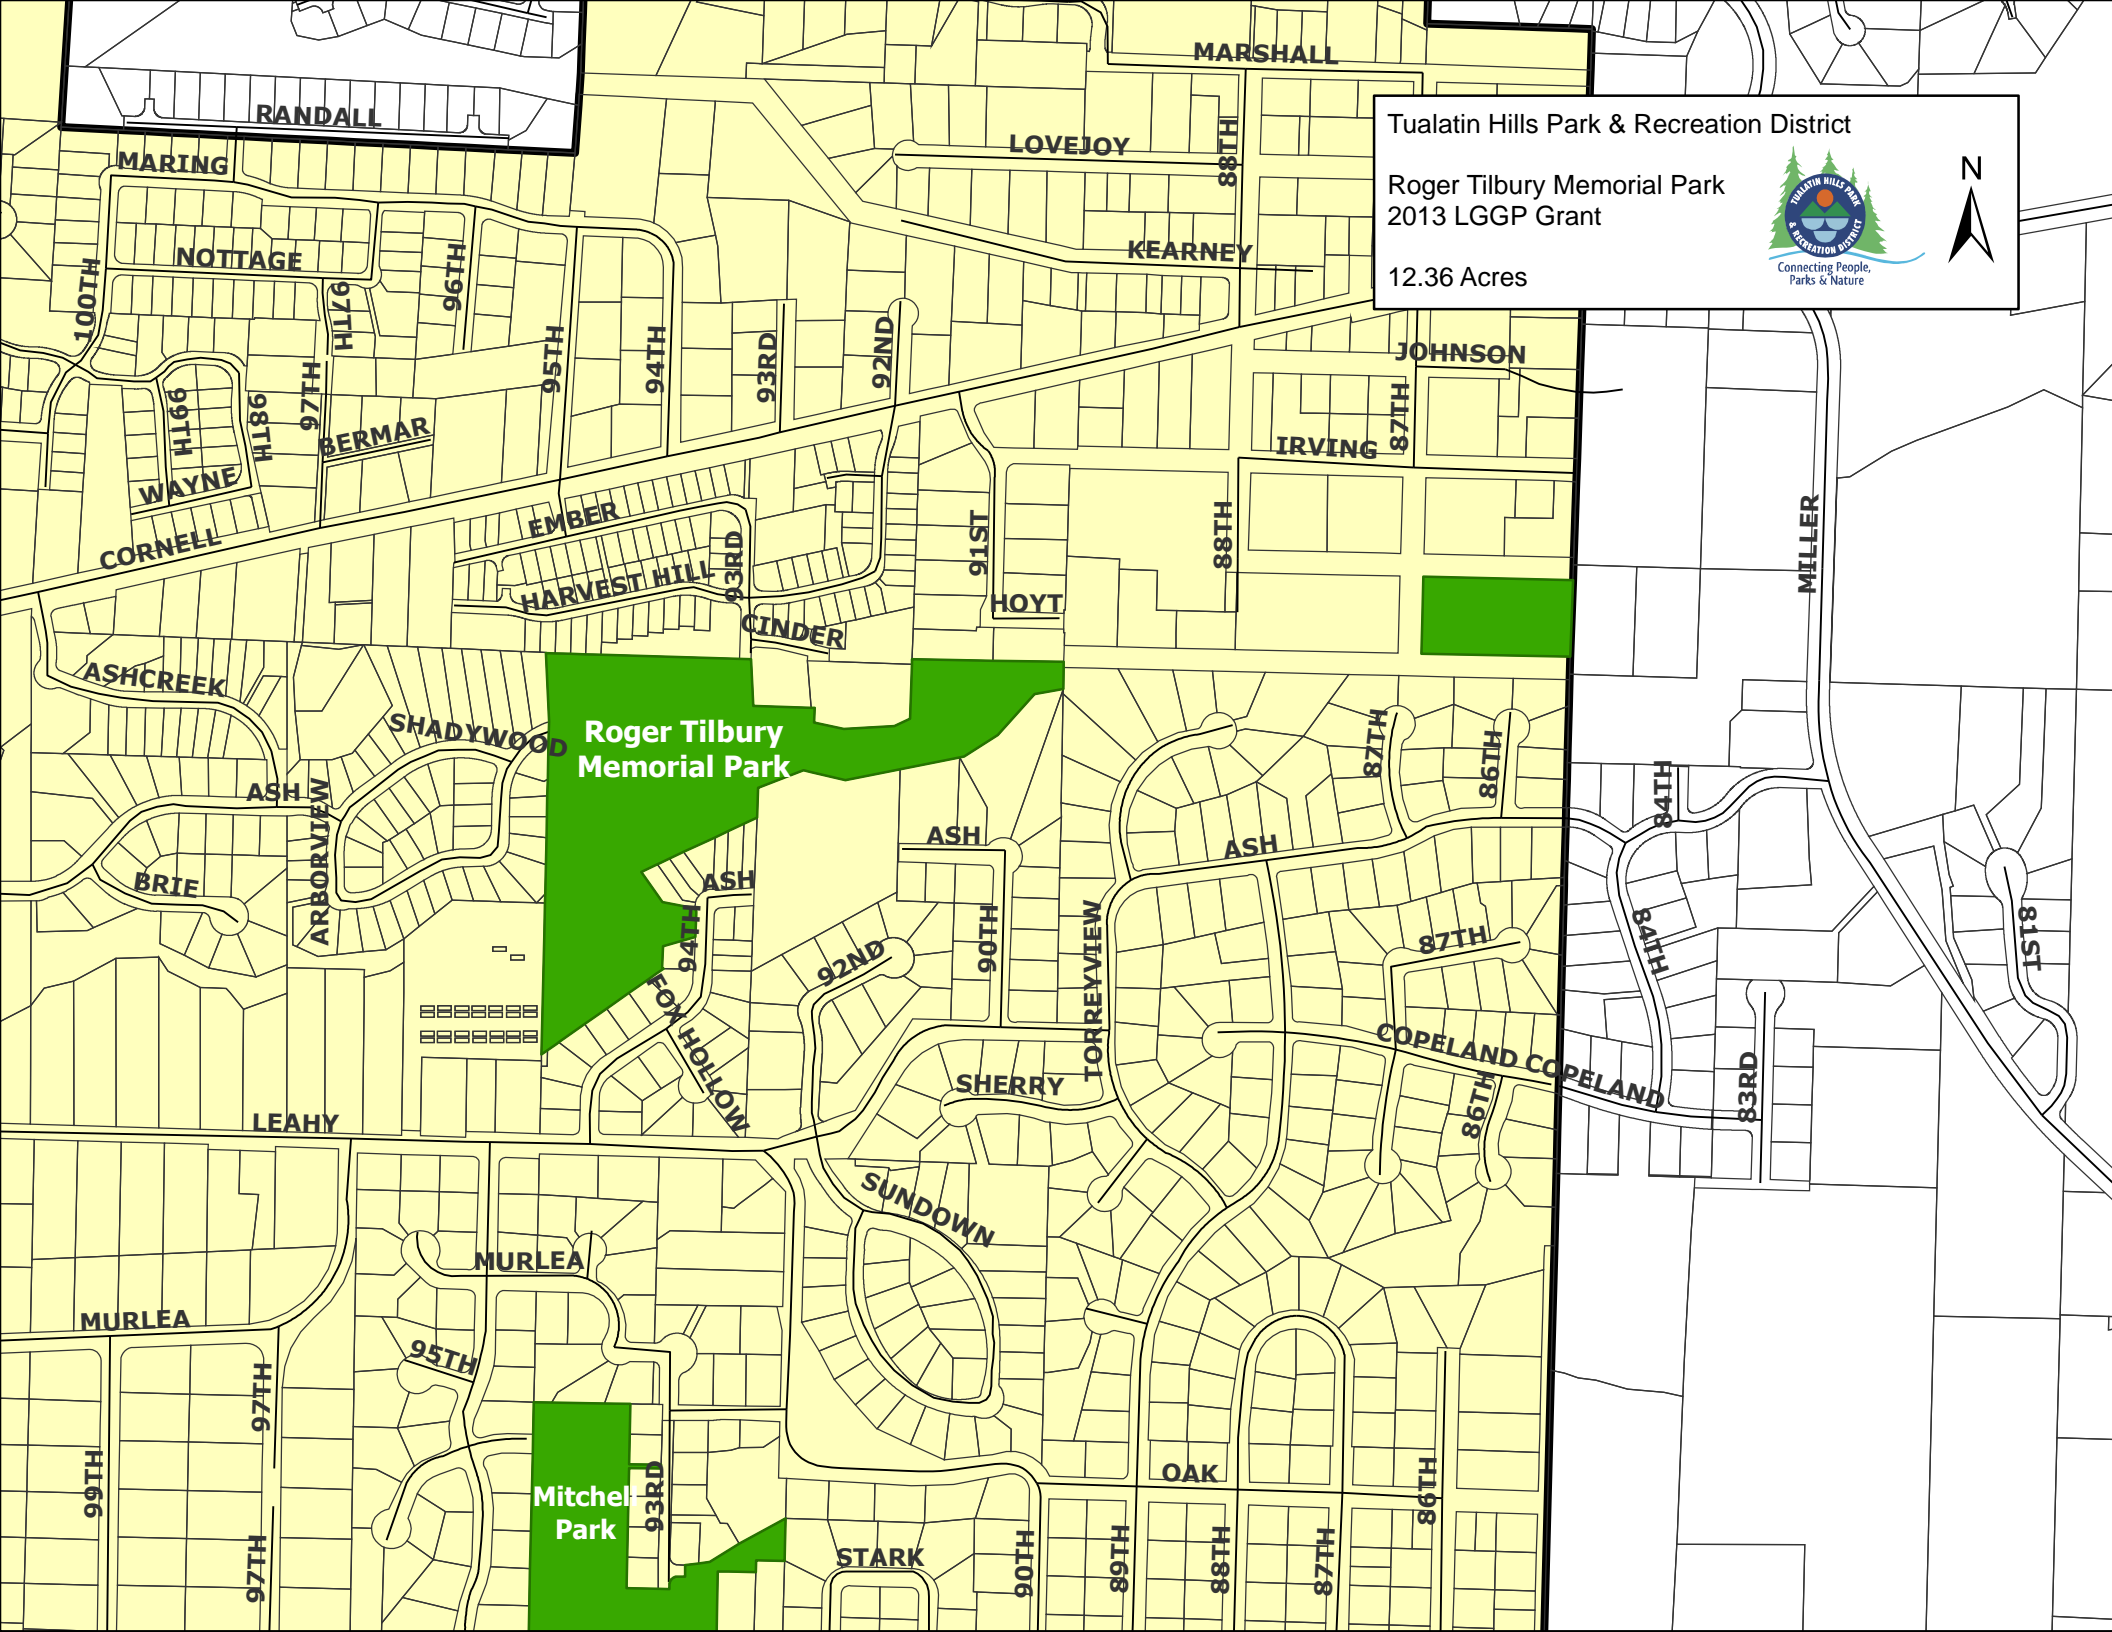 MARSHALL
RANDALL
LOVEJOY
88TH
MARING
Tualatin Hills Park & Recreation District
Roger Tilbury Memorial Park
2013 LGGP Grant
12.36 Acres
TUALATIN HILLS PARK
& RECREATION DISTRICT
Connecting People,
Parks & Nature
N
NOTTAGE
100TH
97TH
96TH
KEARNEY
95TH
94TH
93RD
92ND
JOHNSON
87TH
99TH
98TH
97TH
BERMAR
IRVING
WAYNE
CORNELL
EMBER
93RD
91ST
88TH
MILLER
HARVEST HILL
HOYT
CINDER
ASHCREEK
SHADYWOOD
Roger Tilbury
Memorial Park
87TH
86TH
84TH
ASH
ARBORVIEW
ASH
ASH
BRIE
ASH
94TH
92ND
90TH
TORREYVIEW
87TH
84TH
81ST
FOX HOLLOW
COPELAND
COPELAND
SHERRY
86TH
83RD
LEAHY
SUNDOWN
MURLEA
MURLEA
95TH
97TH
99TH
Mitchell
Park
93RD
OAK
86TH
97TH
STARK
90TH
89TH
88TH
87TH